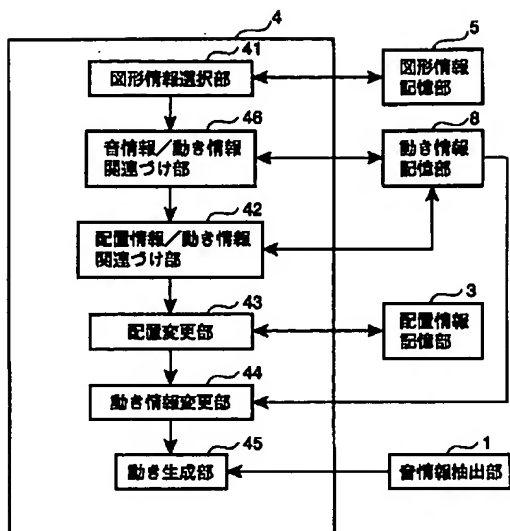 4
41
図形情報選択部
5
図形情報
記憶部
46
音情報/動き情報
関連づけ部
8
動き情報
記憶部
42
配置情報/動き情報
関連づけ部
43
配置変更部
3
配置情報
記憶部
44
動き情報変更部
45
動き生成部
1
音情報抽出部